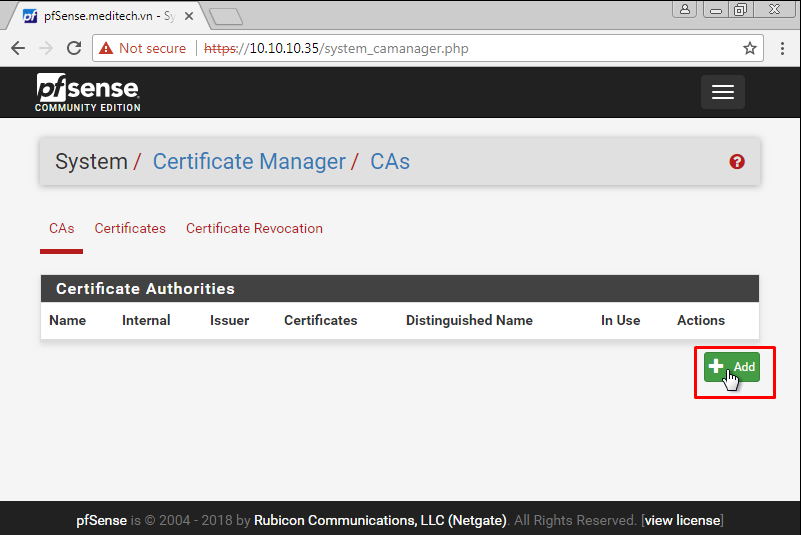 pfSense.meditech.vn - Sy
Not secure https://10.10.10.35/system_camanager.php
pfsense
COMMUNITY EDITION
System / Certificate Manager / CAs
CAs Certificates Certificate Revocation
Certificate Authorities
Name Internal Issuer Certificates Distinguished Name In Use Actions
Add
pfSense is © 2004 - 2018 by Rubicon Communications, LLC (Netgate). All Rights Reserved. [view license]